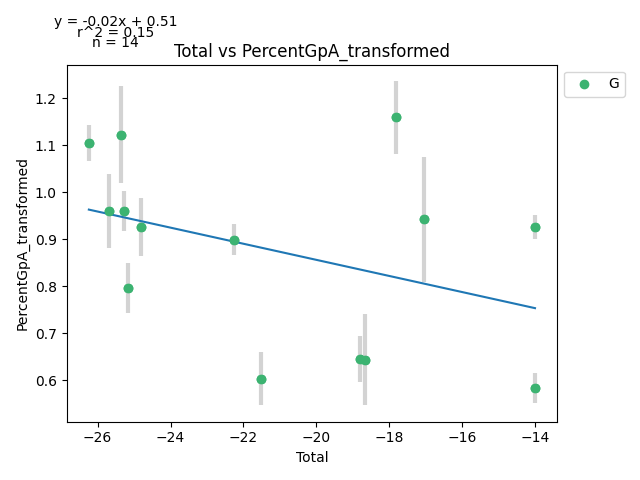 y = -0.02x + 0.51
r^2 = 0.15
n = 14
Total vs PercentGpA_transformed
G
PercentGpA_transformed
1.2
1.1
1.0
0.9
0.8
0.7
0.6
−26 −24 −22 −20 −18 −16 −14
Total